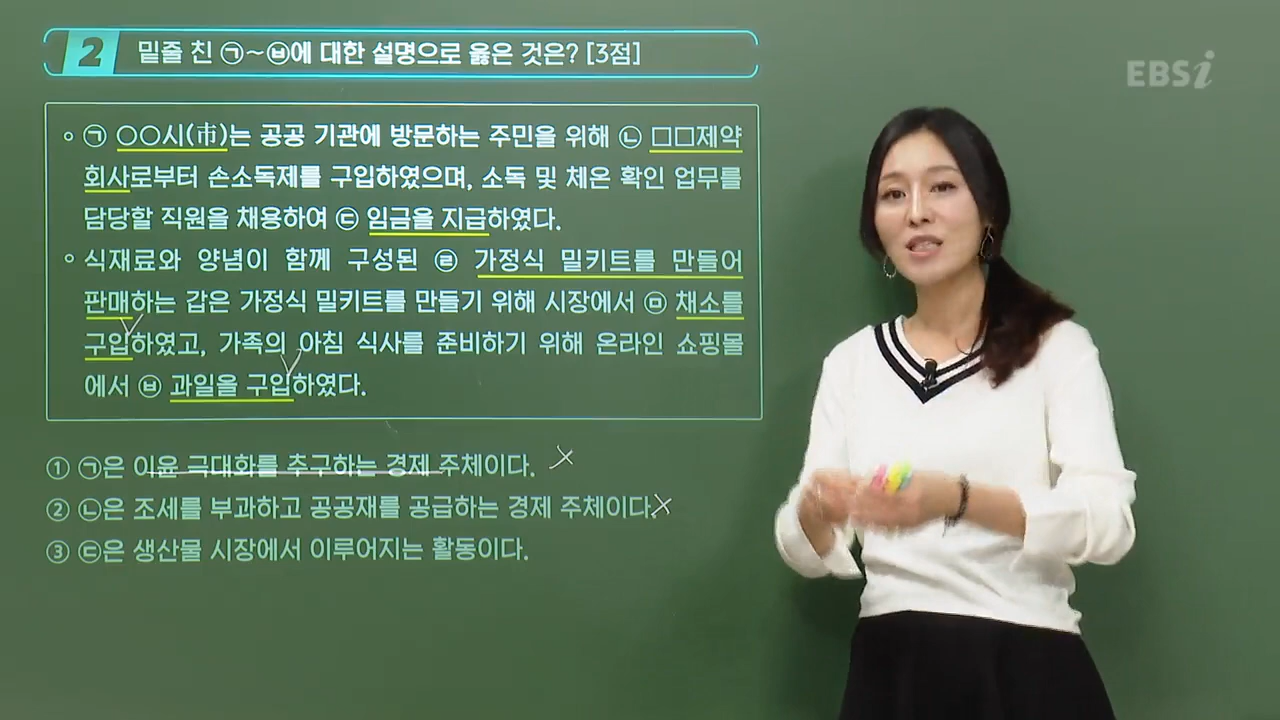 EBSi
2 밑줄 친 ㉠~㉥에 대한 설명으로 옳은 것은? [3점]
◦ ㉠ ○○시(市)는 공공 기관에 방문하는 주민을 위해 ㉡ □□제약
회사로부터 손소독제를 구입하였으며, 소독 및 체온 확인 업무를
담당할 직원을 채용하여 ㉢ 임금을 지급하였다.
◦ 식재료와 양념이 함께 구성된 ㉣ 가정식 밀키트를 만들어
판매하는 갑은 가정식 밀키트를 만들기 위해 시장에서 ㉤ 채소를
구입하였고, 가족의 아침 식사를 준비하기 위해 온라인 쇼핑몰
에서 ㉥ 과일을 구입하였다.
① ㉠은 이윤 극대화를 추구하는 경제 주체이다.
② ㉡은 조세를 부과하고 공공재를 공급하는 경제 주체이다.
③ ㉢은 생산물 시장에서 이루어지는 활동이다.